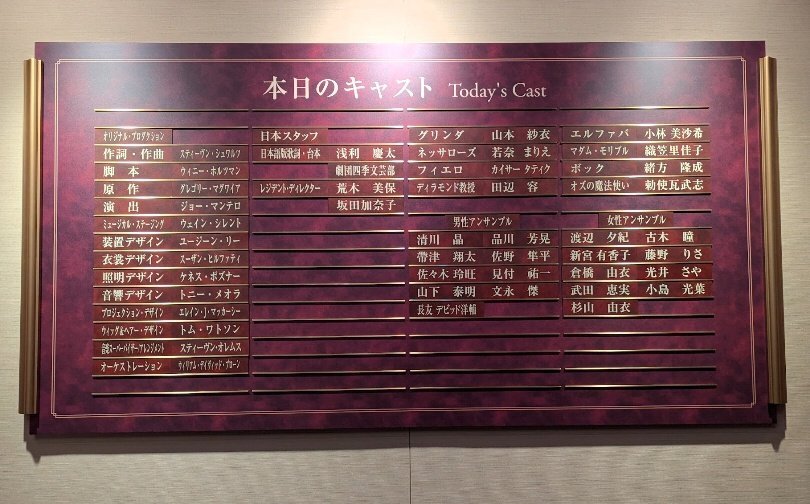 本日のキャスト Today's Cast
オリジナル・プロダクション
作詞・作曲 スティーヴン・シュワルツ
脚本 ウィニー・ホルツマン
原作 グレゴリー・マグワイア
演出 ジョー・マンテロ
ミュージカル・ステージング ウェイン・シレント
装置デザイン ユージーン・リー
衣裳デザイン スーザン・ヒルファティ
照明デザイン ケネス・ポズナー
音響デザイン トニー・メオラ
プロジェクション・デザイン エレイン・J・マッカーシー
ウィッグ&ヘアー・デザイン トム・ワトソン
音楽スーパーバイザー・アレンジメント スティーヴン・オレムス
オーケストレーション ウィリアム・デイヴィッド・ブローン
日本スタッフ
日本語版歌詞・台本 浅利 慶太
劇団四季文芸部
レジデント・ディレクター 荒木 美保
坂田加奈子
グリンダ 山本 紗衣
ネッサローズ 若奈 まりえ
フィエロ カイサー タティク
ディラモンド教授 田辺 容
男性アンサンブル
清川 晶 品川 芳晃
帯津 翔太 佐野 隼平
佐々木 玲旺 見付 祐一
山下 泰明 文永 傑
長友 デビッド洋輔
エルファバ 小林 美沙希
マダム・モリブル 織笠里佳子
ボック 緒方 隆成
オズの魔法使い 勅使瓦武志
女性アンサンブル
渡辺 夕紀 古木 瞳
新宮 有香子 藤野 りさ
倉橋 由衣 光井 さや
武田 恵実 小島 光葉
杉山 由衣